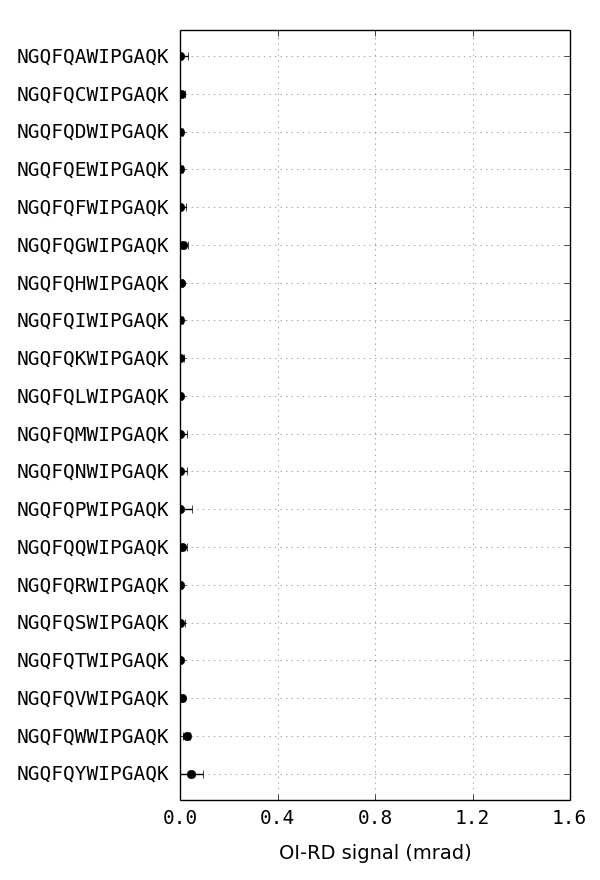 NGQFQAWIPGAQK
NGQFQCWIPGAQK
NGQFQDWIPGAQK
NGQFQEWIPGAQK
NGQFQFWIPGAQK
NGQFQGWIPGAQK
NGQFQHWIPGAQK
NGQFQIWIPGAQK
NGQFQKWIPGAQK
NGQFQLWIPGAQK
NGQFQMWIPGAQK
NGQFQNWIPGAQK
NGQFQPWIPGAQK
NGQFQQWIPGAQK
NGQFQRWIPGAQK
NGQFQSWIPGAQK
NGQFQTWIPGAQK
NGQFQVWIPGAQK
NGQFQWWIPGAQK
NGQFQYWIPGAQK
0.0 0.4 0.8 1.2 1.6
OI-RD signal (mrad)